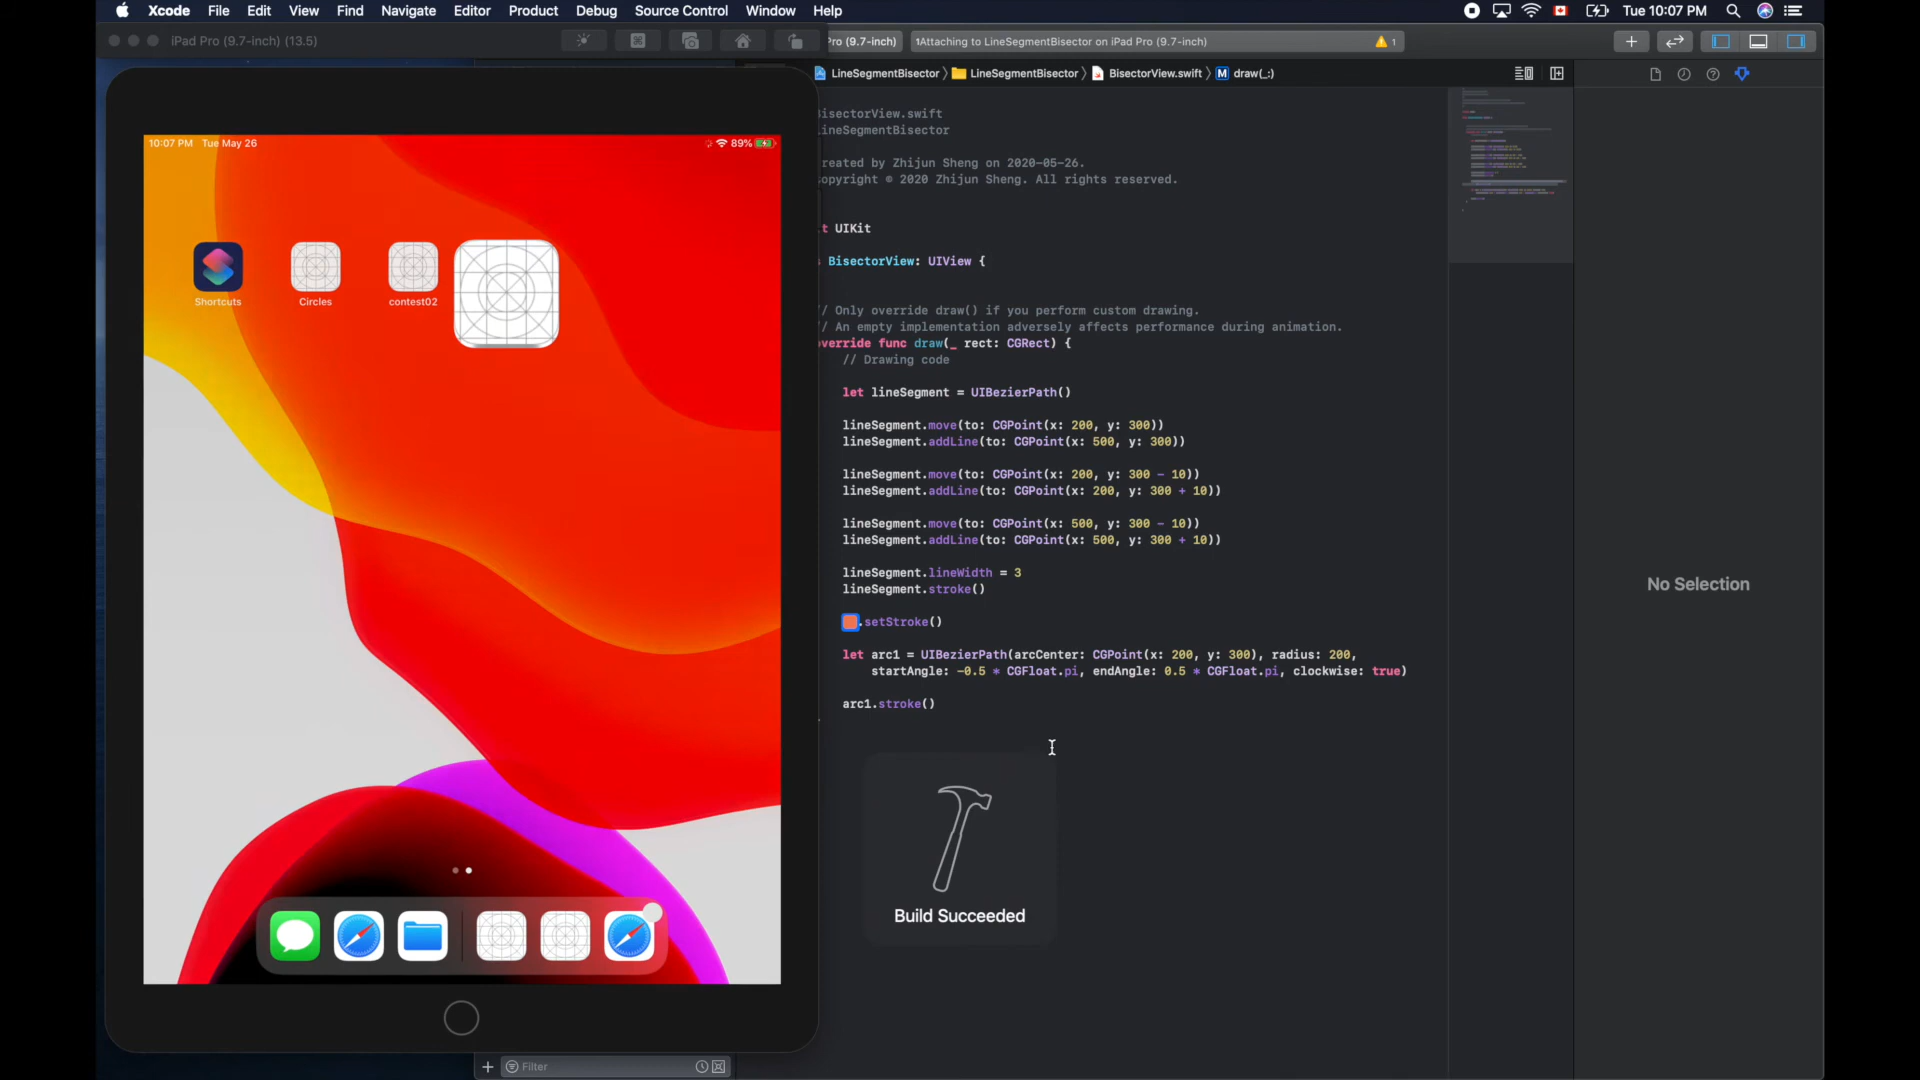 Xcode File Edit View Find Navigate Editor Product Debug Source Control Window Help
Tue 10:07 PM
iPad Pro (9.7-inch) (13.5)
Pro (9.7-inch)
Attaching to LineSegmentBisector on iPad Pro (9.7-inch)
1
LineSegmentBisector LineSegmentBisector BisectorView.swift M draw(_:)
10:07 PM Tue May 26
89%
Shortcuts
Circles
contest02
BisectorView.swift
LineSegmentBisector
reated by Zhijun Sheng on 2020-05-26.
opyright © 2020 Zhijun Sheng. All rights reserved.
t UIKit
BisectorView: UIView {
// Only override draw() if you perform custom drawing.
// An empty implementation adversely affects performance during animation.
override func draw(_ rect: CGRect) {
// Drawing code
let lineSegment = UIBezierPath()
lineSegment.move(to: CGPoint(x: 200, y: 300))
lineSegment.addLine(to: CGPoint(x: 500, y: 300))
lineSegment.move(to: CGPoint(x: 200, y: 300 - 10))
lineSegment.addLine(to: CGPoint(x: 200, y: 300 + 10))
lineSegment.move(to: CGPoint(x: 500, y: 300 - 10))
lineSegment.addLine(to: CGPoint(x: 500, y: 300 + 10))
lineSegment.lineWidth = 3
lineSegment.stroke()
.setStroke()
let arc1 = UIBezierPath(arcCenter: CGPoint(x: 200, y: 300), radius: 200,
startAngle: -0.5 * CGFloat.pi, endAngle: 0.5 * CGFloat.pi, clockwise: true)
arc1.stroke()
Build Succeeded
No Selection
Filter